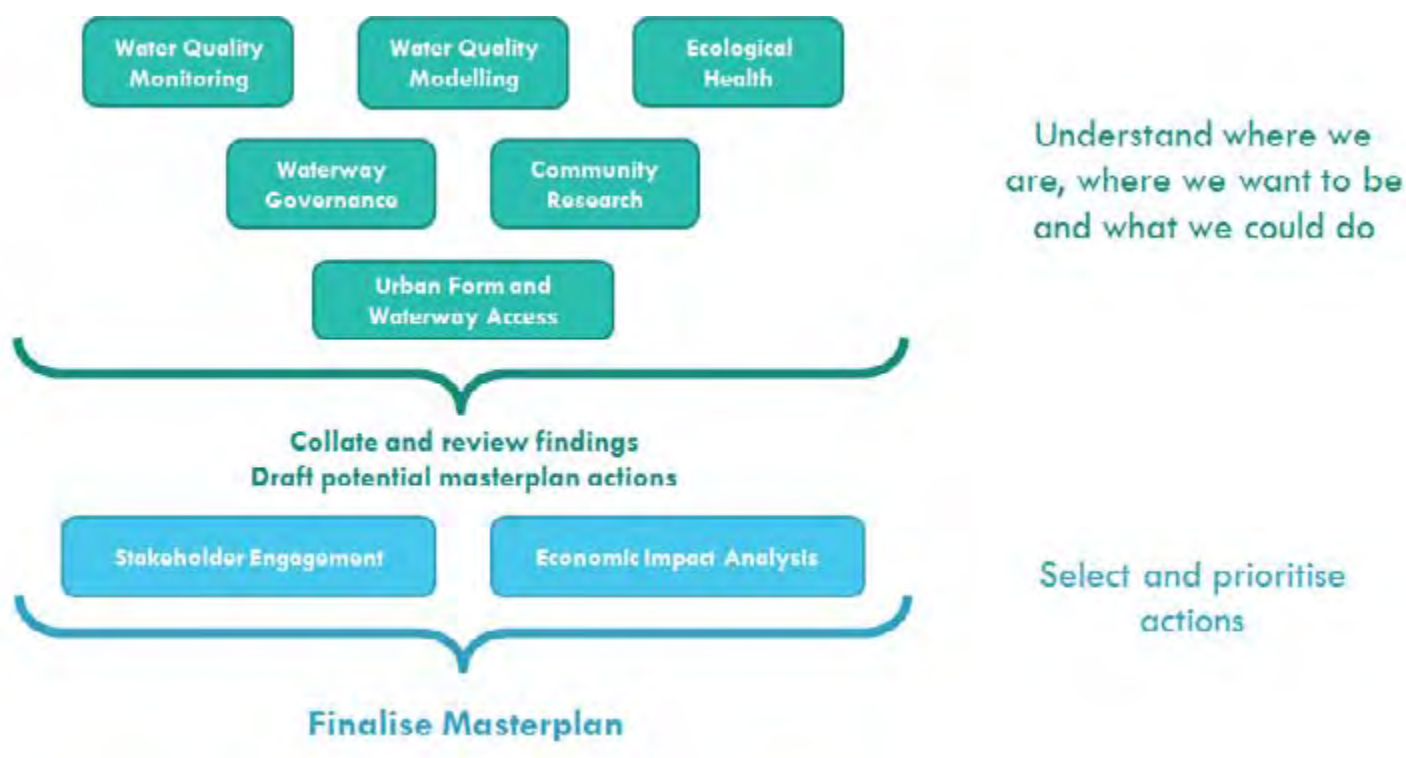 Water Quality
Monitoring
Water Quality
Modelling
Ecological
Health
Waterway
Governance
Community
Research
Urban Form and
Waterway Access
Understand where we
are, where we want to be
and what we could do
Collate and review findings
Draft potential masterplan actions
Stakeholder Engagement
Economic Impact Analysis
Select and prioritise
actions
Finalise Masterplan